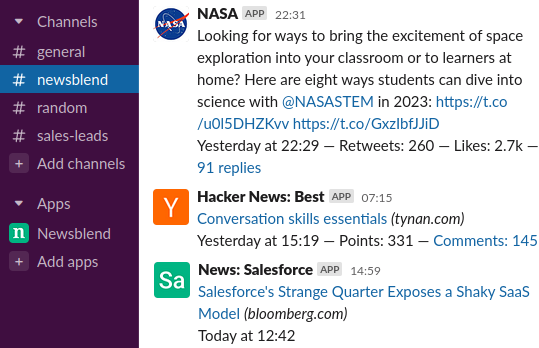 Channels
# general
# newsblend
# random
# sales-leads
+ Add channels
Apps
n Newsblend
+ Add apps
NASA
NASA APP 22:31
Looking for ways to bring the excitement of space
exploration into your classroom or to learners at
home? Here are eight ways students can dive into
science with @NASASTEM in 2023: https://t.co
/u0l5DHZKvv https://t.co/GxzIbfJJiD
Yesterday at 22:29 — Retweets: 260 — Likes: 2.7k —
91 replies
Y
Hacker News: Best APP 07:15
Conversation skills essentials (tynan.com)
Yesterday at 15:19 — Points: 331 — Comments: 145
Sa
News: Salesforce APP 14:59
Salesforce's Strange Quarter Exposes a Shaky SaaS
Model (bloomberg.com)
Today at 12:42